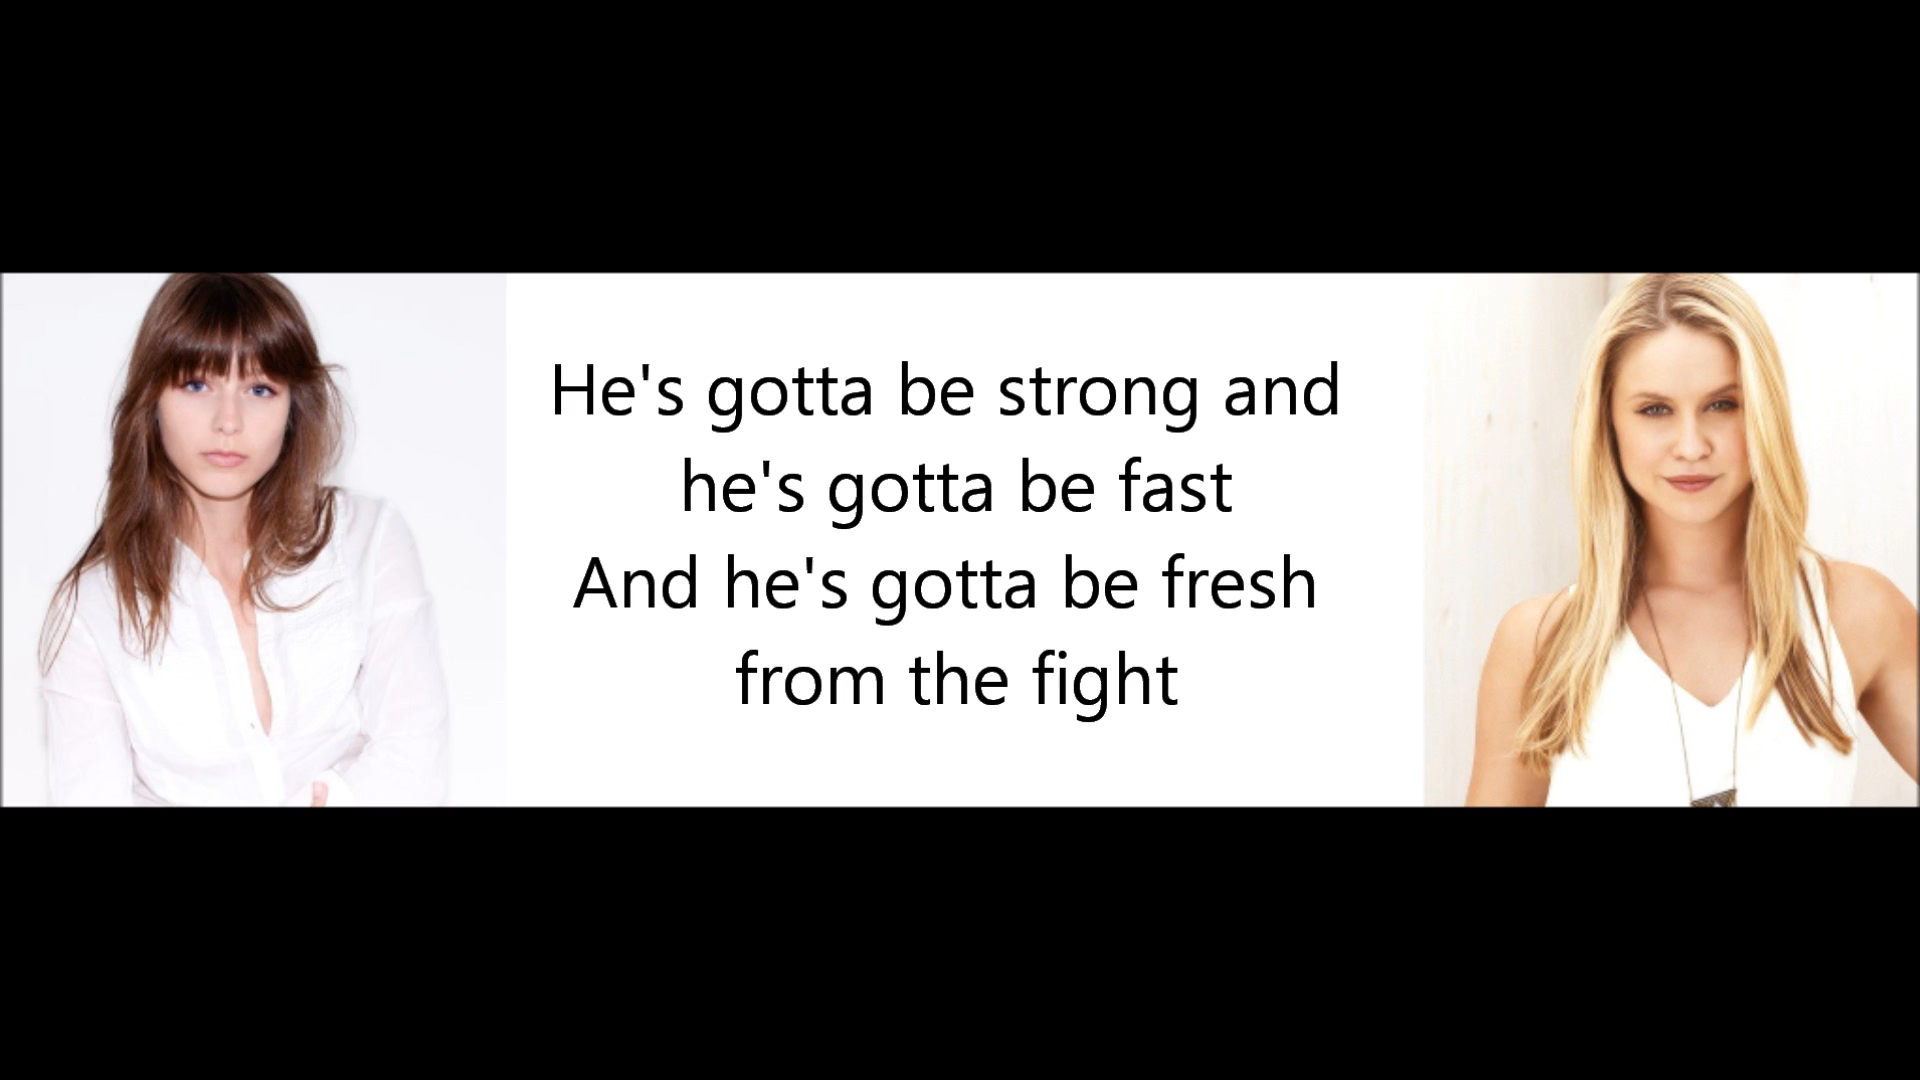 He's gotta be strong and
he's gotta be fast
And he's gotta be fresh
from the fight